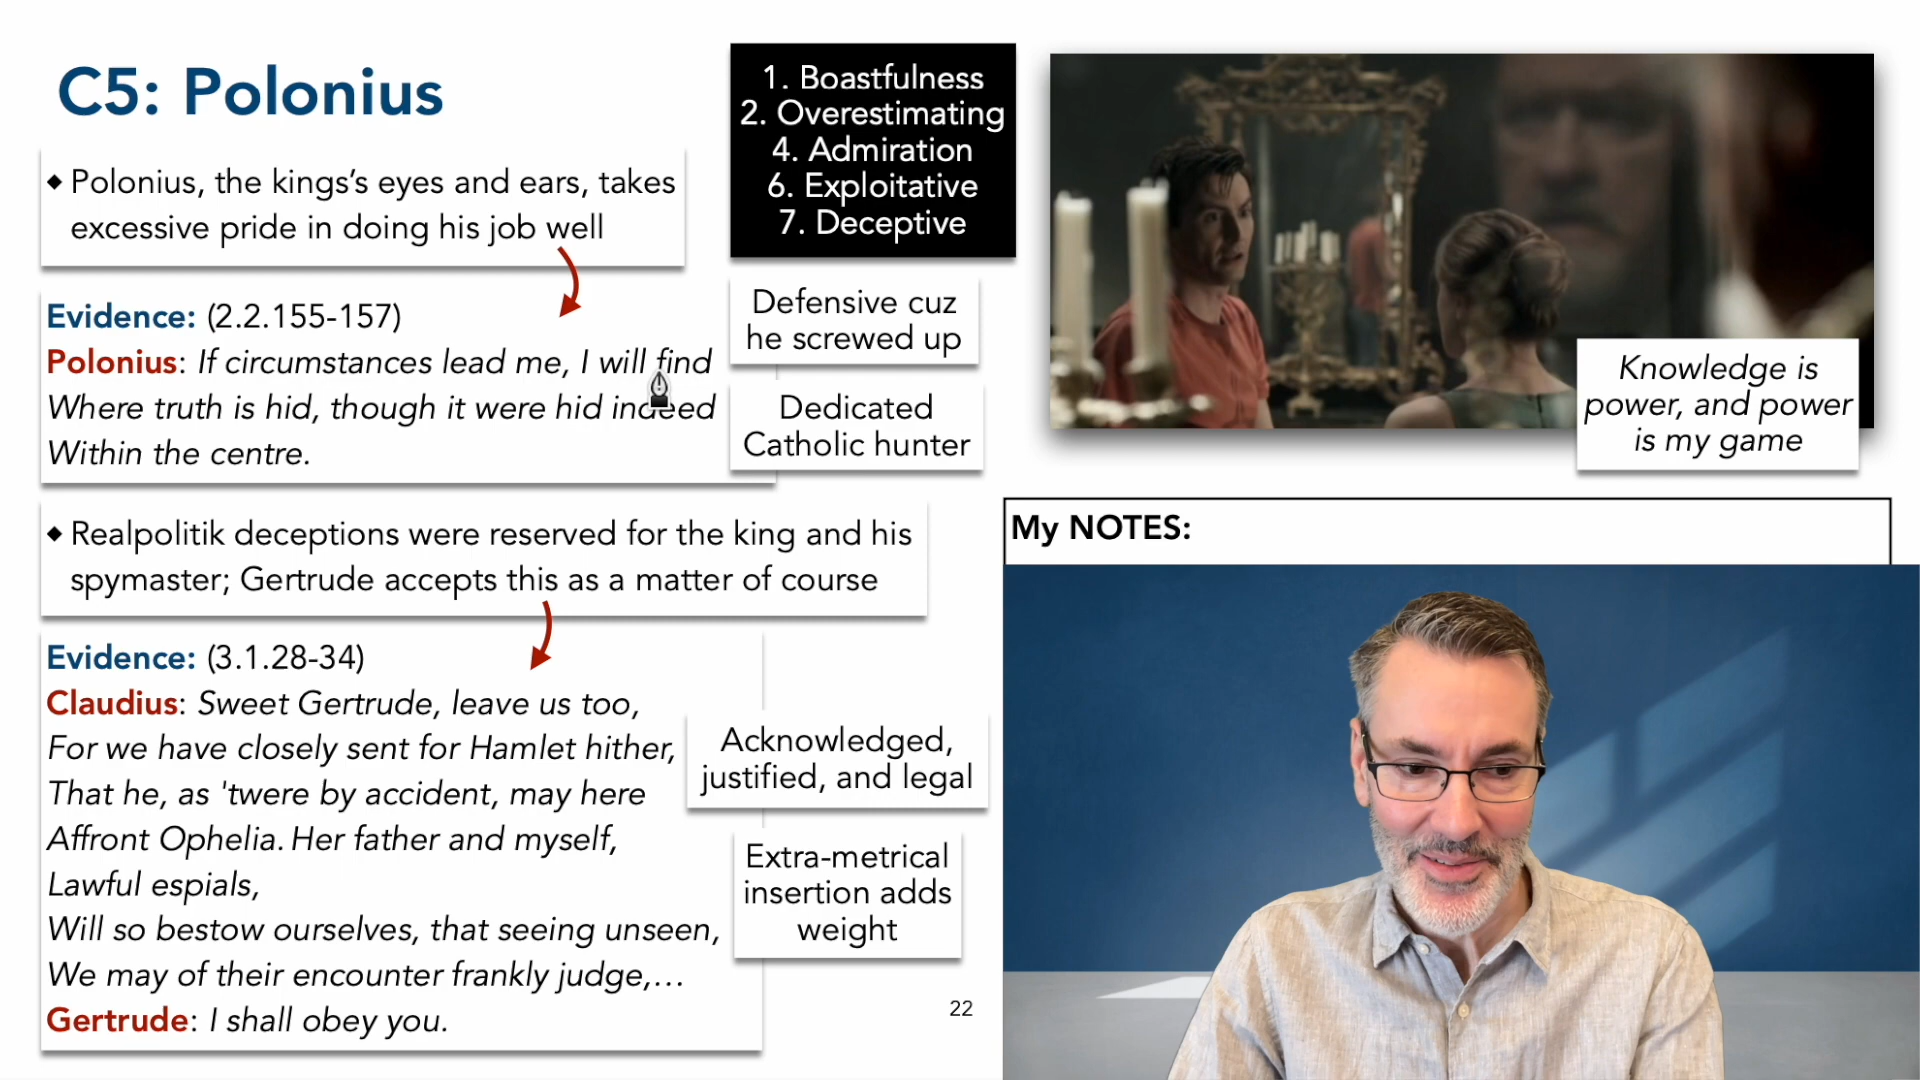 C5: Polonius
◆ Polonius, the kings's eyes and ears, takes
excessive pride in doing his job well
Evidence: (2.2.155-157)
Polonius: If circumstances lead me, I will find
Where truth is hid, though it were hid indeed
Within the centre.
◆ Realpolitik deceptions were reserved for the king and his
spymaster; Gertrude accepts this as a matter of course
Evidence: (3.1.28-34)
Claudius: Sweet Gertrude, leave us too,
For we have closely sent for Hamlet hither,
That he, as 'twere by accident, may here
Affront Ophelia. Her father and myself,
Lawful espials,
Will so bestow ourselves, that seeing unseen,
We may of their encounter frankly judge,…
Gertrude: I shall obey you.
1. Boastfulness
2. Overestimating
4. Admiration
6. Exploitative
7. Deceptive
Defensive cuz
he screwed up
Dedicated
Catholic hunter
Acknowledged,
justified, and legal
Extra-metrical
insertion adds
weight
Knowledge is
power, and power
is my game
My NOTES:
22